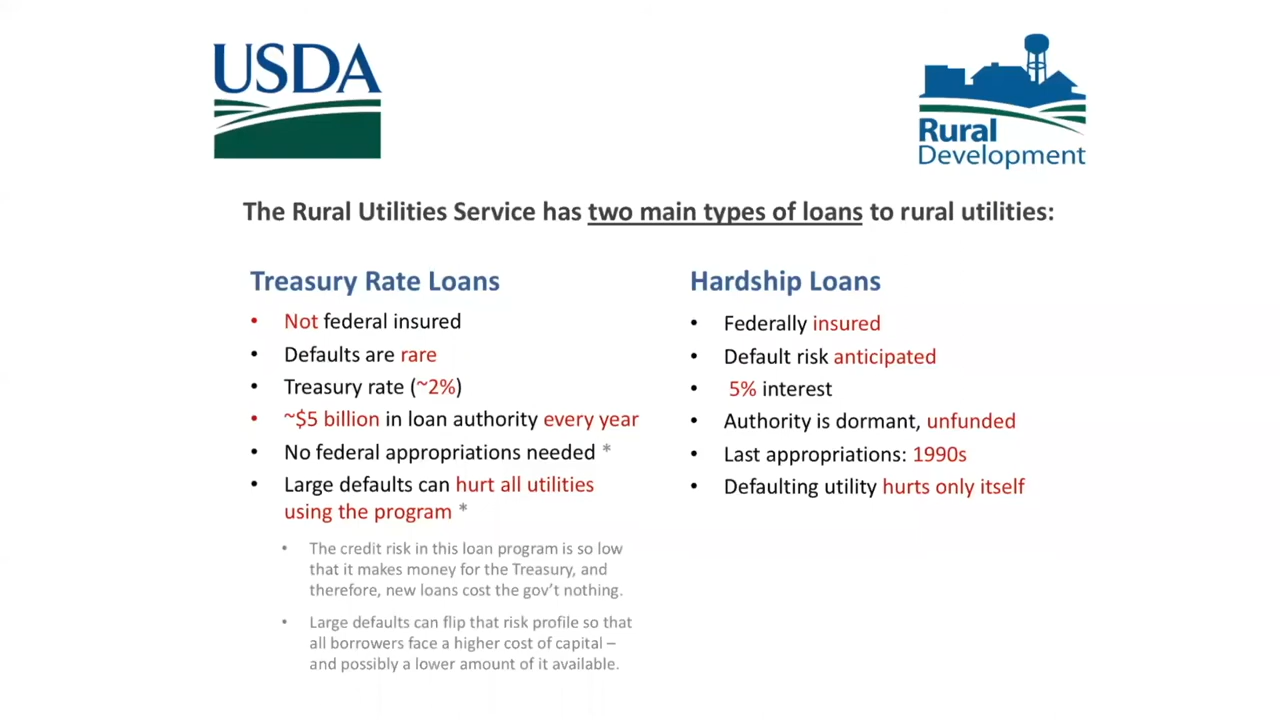 USDA
Rural
Development
The Rural Utilities Service has two main types of loans to rural utilities:
Treasury Rate Loans
• Not federal insured
• Defaults are rare
• Treasury rate (~2%)
• ~$5 billion in loan authority every year
• No federal appropriations needed *
• Large defaults can hurt all utilities
using the program *
• The credit risk in this loan program is so low
that it makes money for the Treasury, and
therefore, new loans cost the gov’t nothing.
• Large defaults can flip that risk profile so that
all borrowers face a higher cost of capital –
and possibly a lower amount of it available.
Hardship Loans
• Federally insured
• Default risk anticipated
• 5% interest
• Authority is dormant, unfunded
• Last appropriations: 1990s
• Defaulting utility hurts only itself